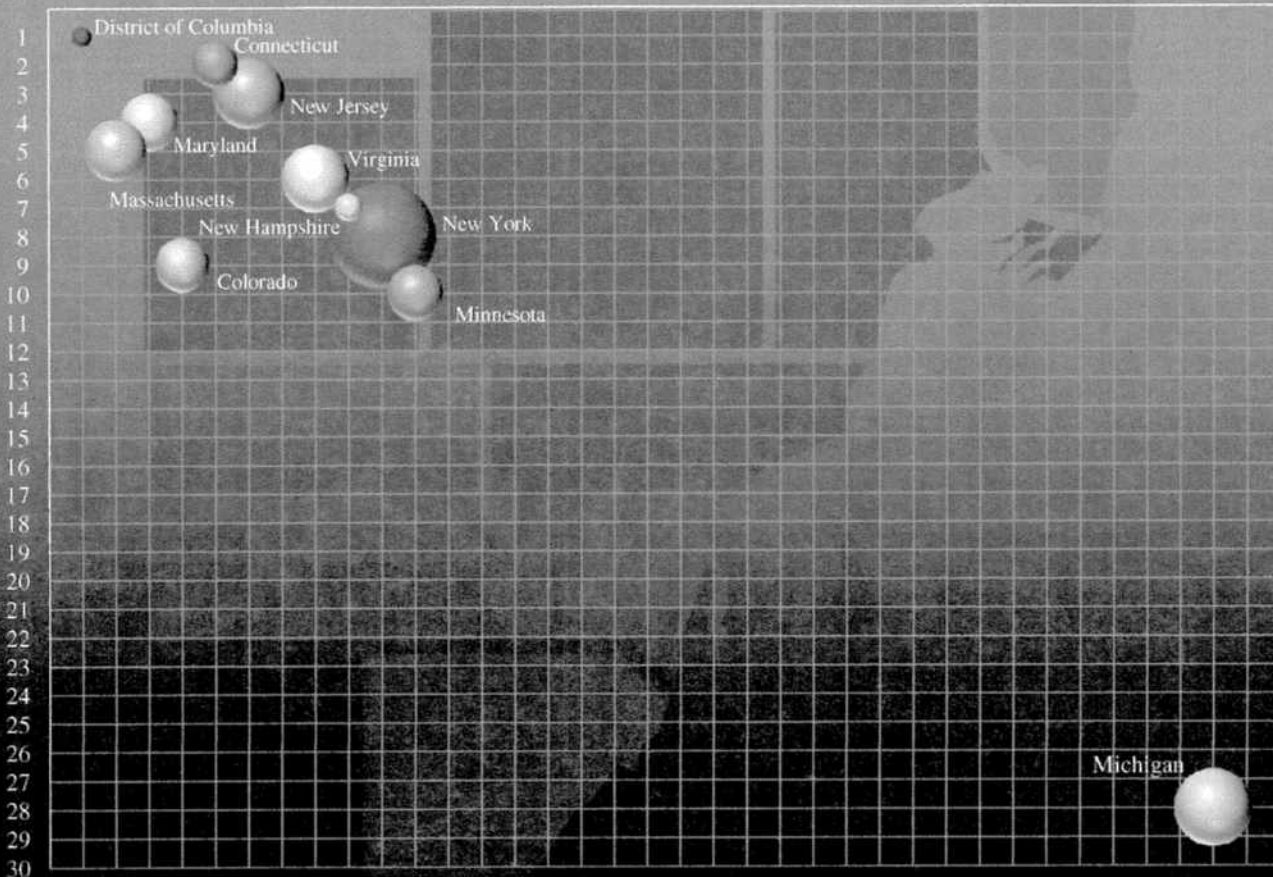 1
District of Columbia
Connecticut
2
3
New Jersey
4
Maryland
5
Virginia
6
Massachusetts
7
New Hampshire
New York
8
9
Colorado
10
Minnesota
11
12
13
14
15
16
17
18
19
20
21
22
23
24
25
26
Michigan
27
28
29
30